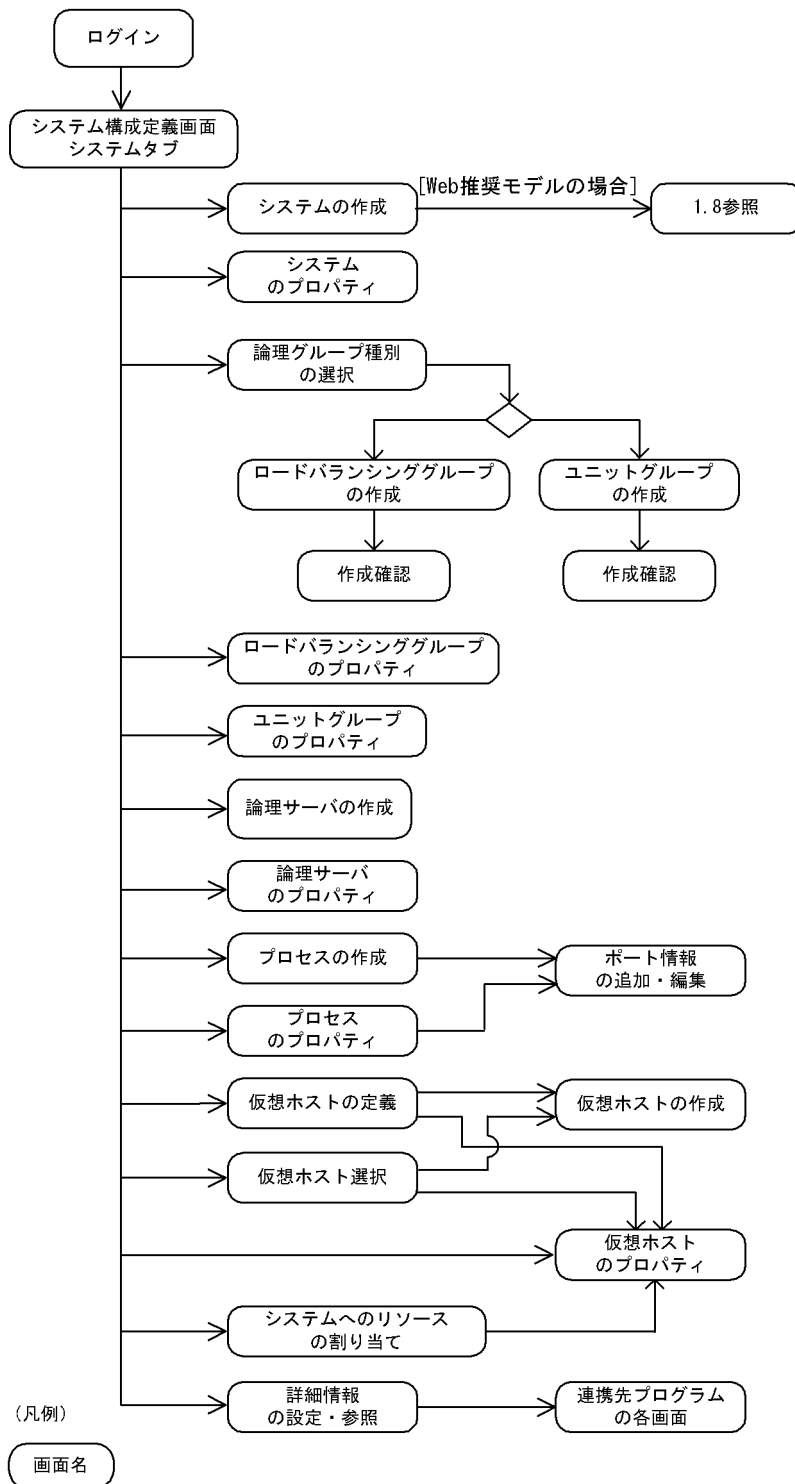 ログイン
システム構成定義画面
システムタブ
システムの作成
[Web推奨モデルの場合]
1.8参照
システム
のプロパティ
論理グループ種別
の選択
ロードバランシンググループ
の作成
ユニットグループ
の作成
作成確認
作成確認
ロードバランシンググループ
のプロパティ
ユニットグループ
のプロパティ
論理サーバの作成
論理サーバ
のプロパティ
プロセスの作成
ポート情報
の追加・編集
プロセス
のプロパティ
仮想ホストの定義
仮想ホストの作成
仮想ホスト選択
仮想ホスト
のプロパティ
システムへのリソース
の割り当て
詳細情報
の設定・参照
連携先プログラム
の各画面
(凡例)
画面名